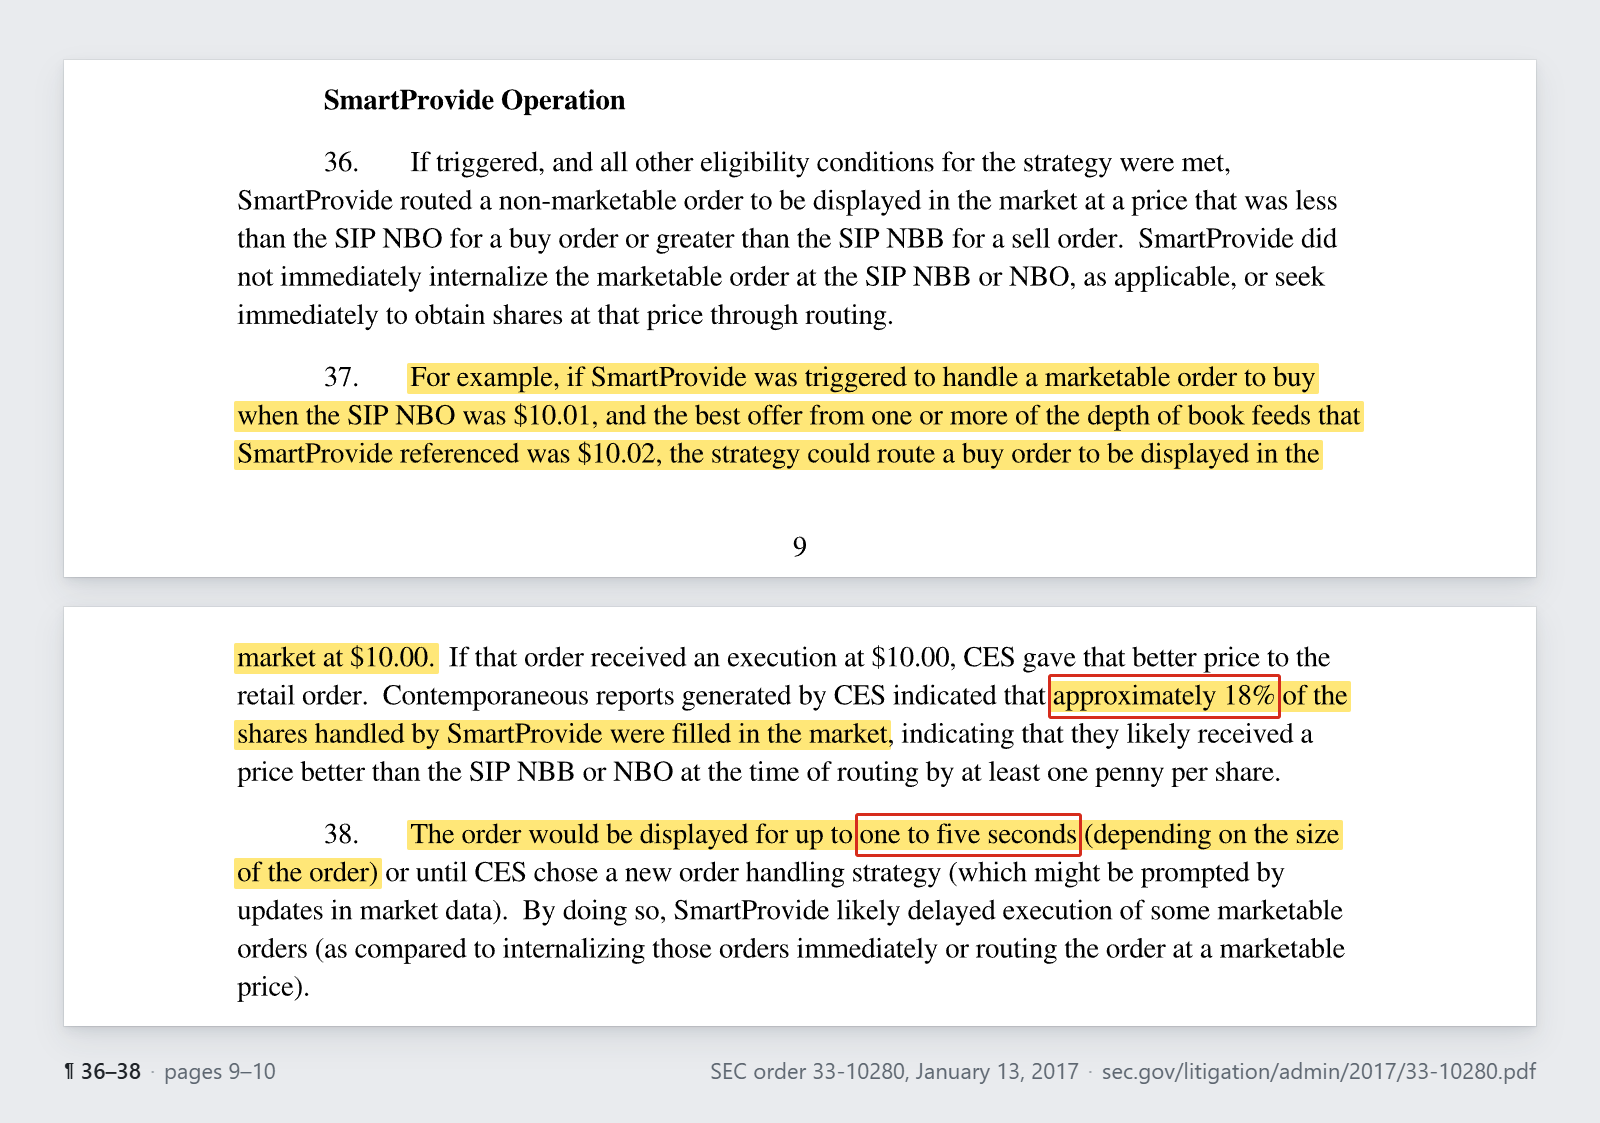 SmartProvide Operation
36. If triggered, and all other eligibility conditions for the strategy were met,
SmartProvide routed a non-marketable order to be displayed in the market at a price that was less
than the SIP NBO for a buy order or greater than the SIP NBB for a sell order. SmartProvide did
not immediately internalize the marketable order at the SIP NBB or NBO, as applicable, or seek
immediately to obtain shares at that price through routing.
37. For example, if SmartProvide was triggered to handle a marketable order to buy
when the SIP NBO was $10.01, and the best offer from one or more of the depth of book feeds that
SmartProvide referenced was $10.02, the strategy could route a buy order to be displayed in the
9
market at $10.00. If that order received an execution at $10.00, CES gave that better price to the
retail order. Contemporaneous reports generated by CES indicated that approximately 18% of the
shares handled by SmartProvide were filled in the market, indicating that they likely received a
price better than the SIP NBB or NBO at the time of routing by at least one penny per share.
38. The order would be displayed for up to one to five seconds (depending on the size
of the order) or until CES chose a new order handling strategy (which might be prompted by
updates in market data). By doing so, SmartProvide likely delayed execution of some marketable
orders (as compared to internalizing those orders immediately or routing the order at a marketable
price).
¶ 36–38 · pages 9–10
SEC order 33-10280, January 13, 2017 · sec.gov/litigation/admin/2017/33-10280.pdf